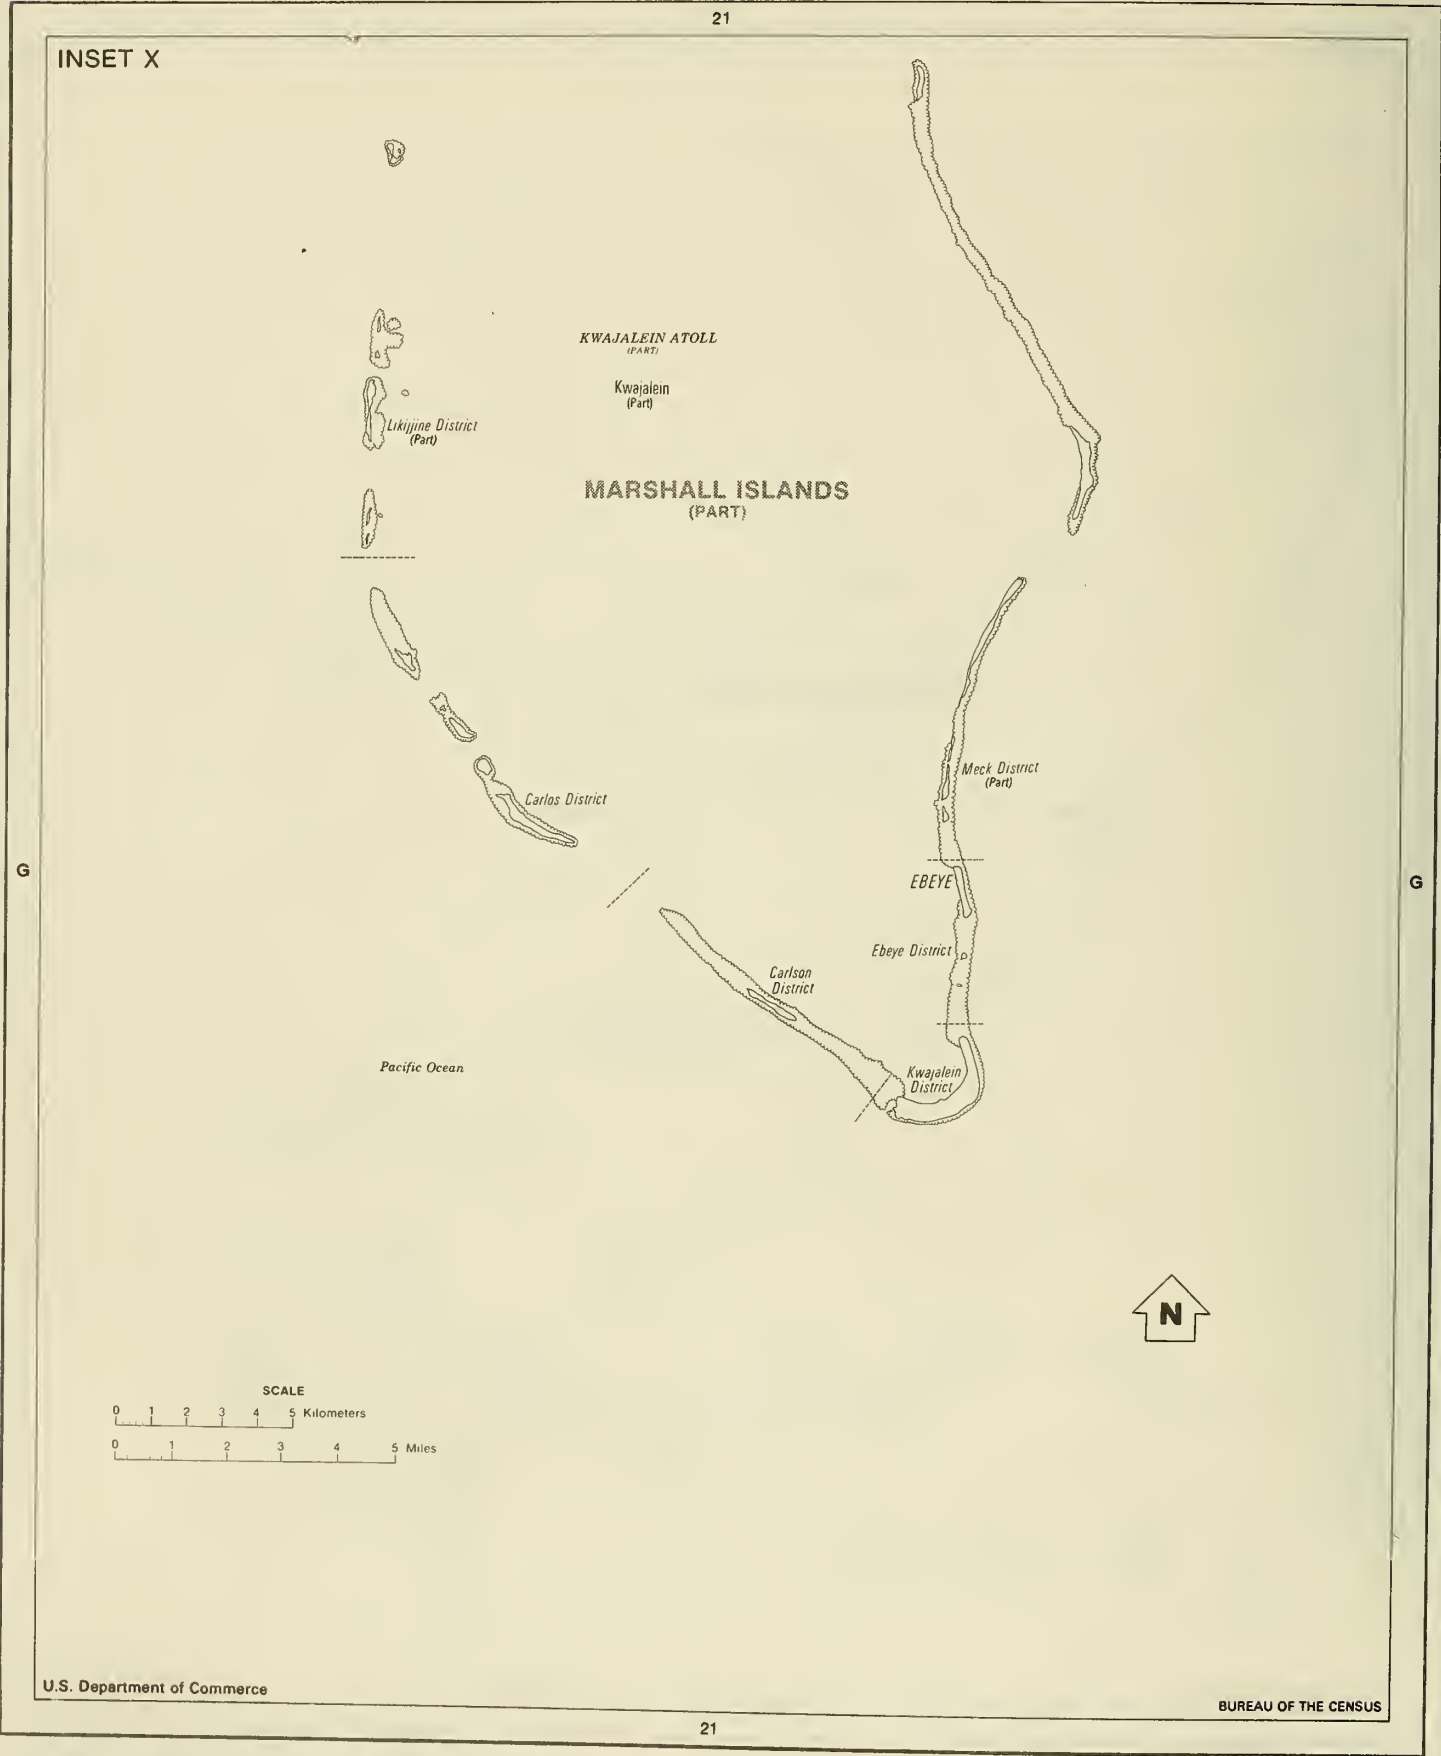 21
INSET X
KWAJALEIN ATOLL
(PART)
Kwajalein
(Part)
Likijjine District
(Part)
MARSHALL ISLANDS
(PART)
Meck District
(Part)
Carlos District
G
EBEYE
G
Ebeye District
Carlson
District
Pacific Ocean
Kwajalein
District
N
SCALE
0 1 2 3 4 5 Kilometers
0 1 2 3 4 5 Miles
U.S. Department of Commerce
BUREAU OF THE CENSUS
21